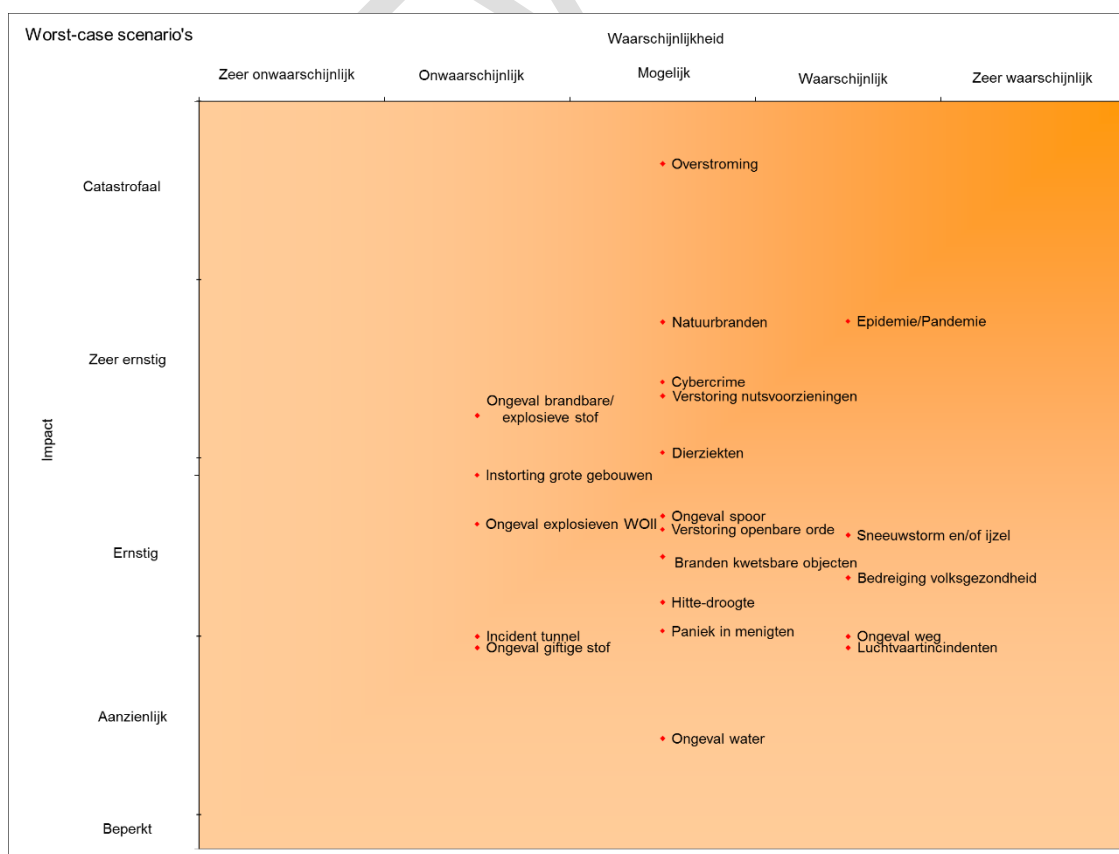 Worst-case scenario's
Waarschijnlijkheid
Zeer onwaarschijnlijk
Onwaarschijnlijk
Mogelijk
Waarschijnlijk
Zeer waarschijnlijk
Overstroming
Catastrofaal
Natuurbranden
Epidemie/Pandemie
Zeer ernstig
Cybercrime
Verstoring nutsvoorzieningen
Ongeval brandbare/
explosieve stof
Impact
Dierziekten
Instorting grote gebouwen
Ongeval spoor
Ongeval explosieven WOII
Verstoring openbare orde
Sneeuwstorm en/of ijzel
Ernstig
Branden kwetsbare objecten
Bedreiging volksgezondheid
Hitte-droogte
Paniek in menigten
Incident tunnel
Ongeval weg
Ongeval giftige stof
Luchtvaartincindenten
Aanzienlijk
Ongeval water
Beperkt